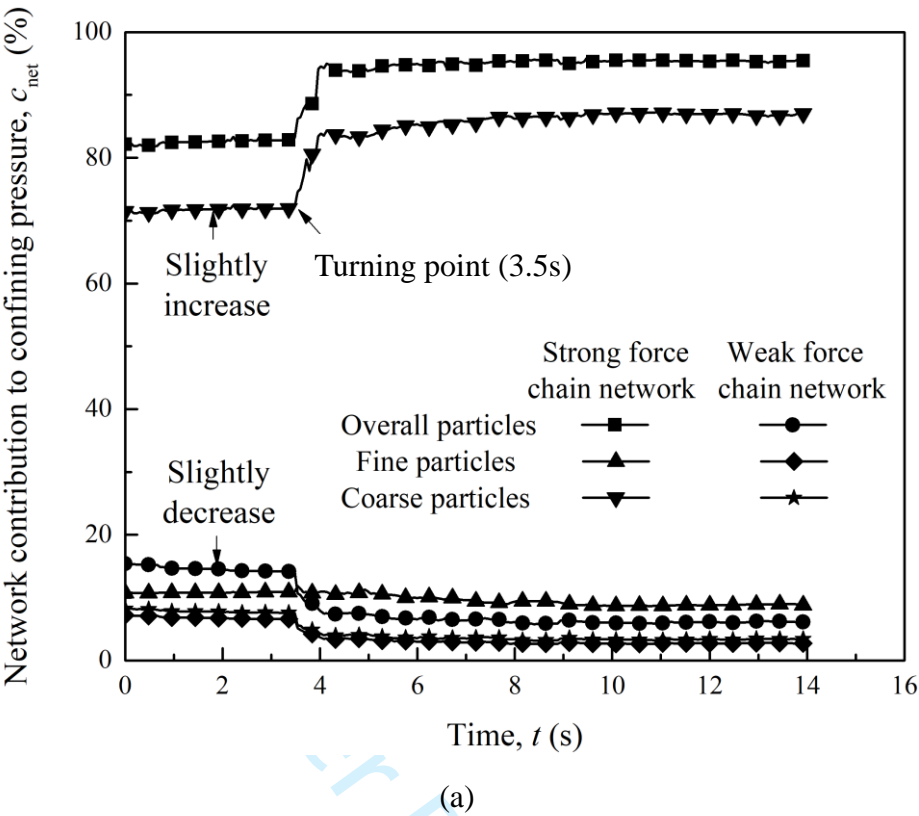 Network contribution to confining pressure, c_net (%)
100
80
60
40
20
0
Slightly
increase
Turning point (3.5s)
Strong force
chain network
Weak force
chain network
Overall particles
Fine particles
Coarse particles
Slightly
decrease
0 2 4 6 8 10 12 14 16
Time, t (s)
(a)